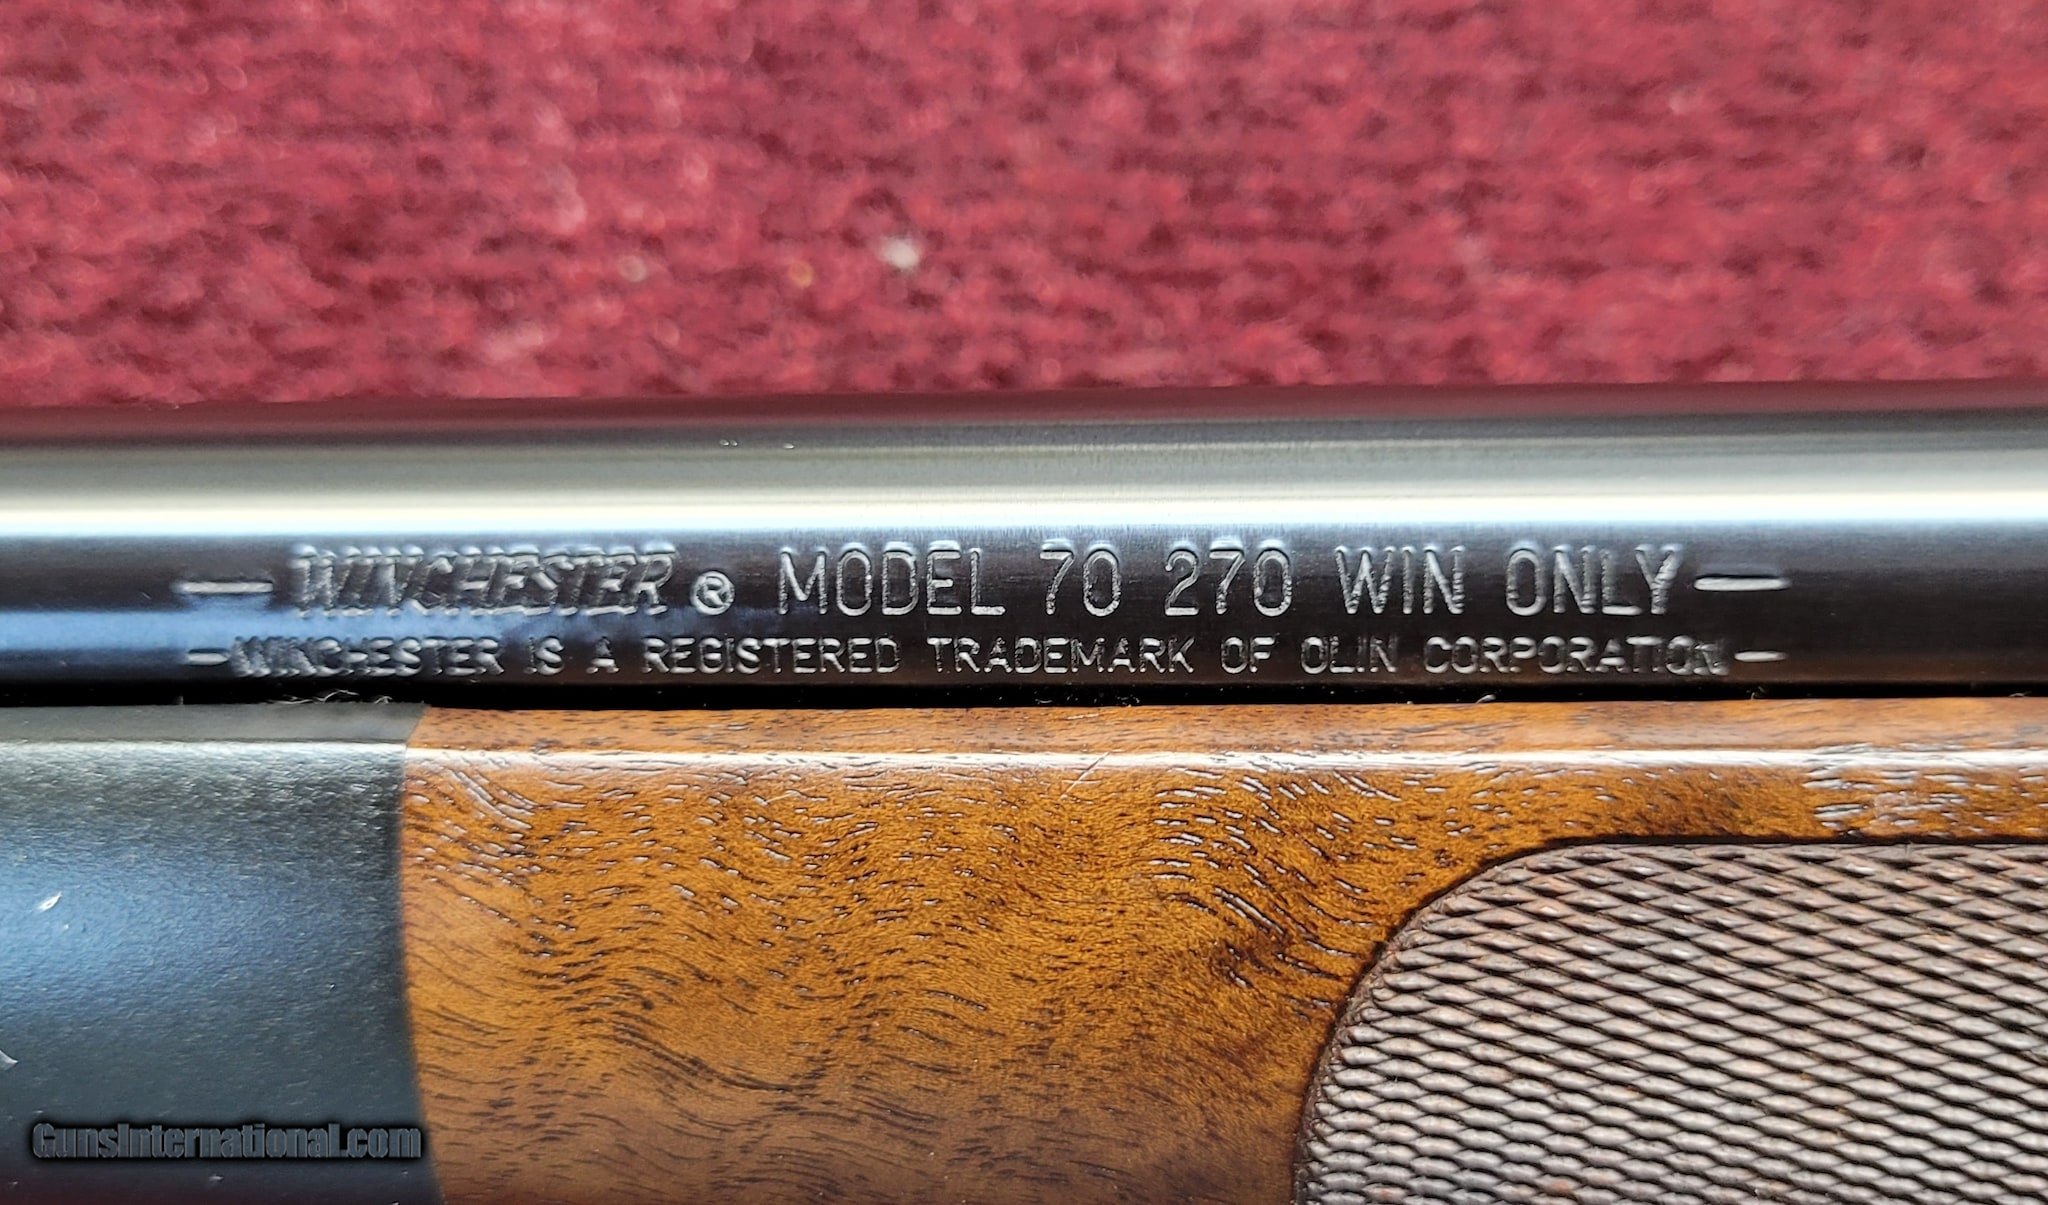 —WINCHESTER® MODEL 70 270 WIN ONLY—
—WINCHESTER IS A REGISTERED TRADEMARK OF OLIN CORPORATION—
GunsInternational.com